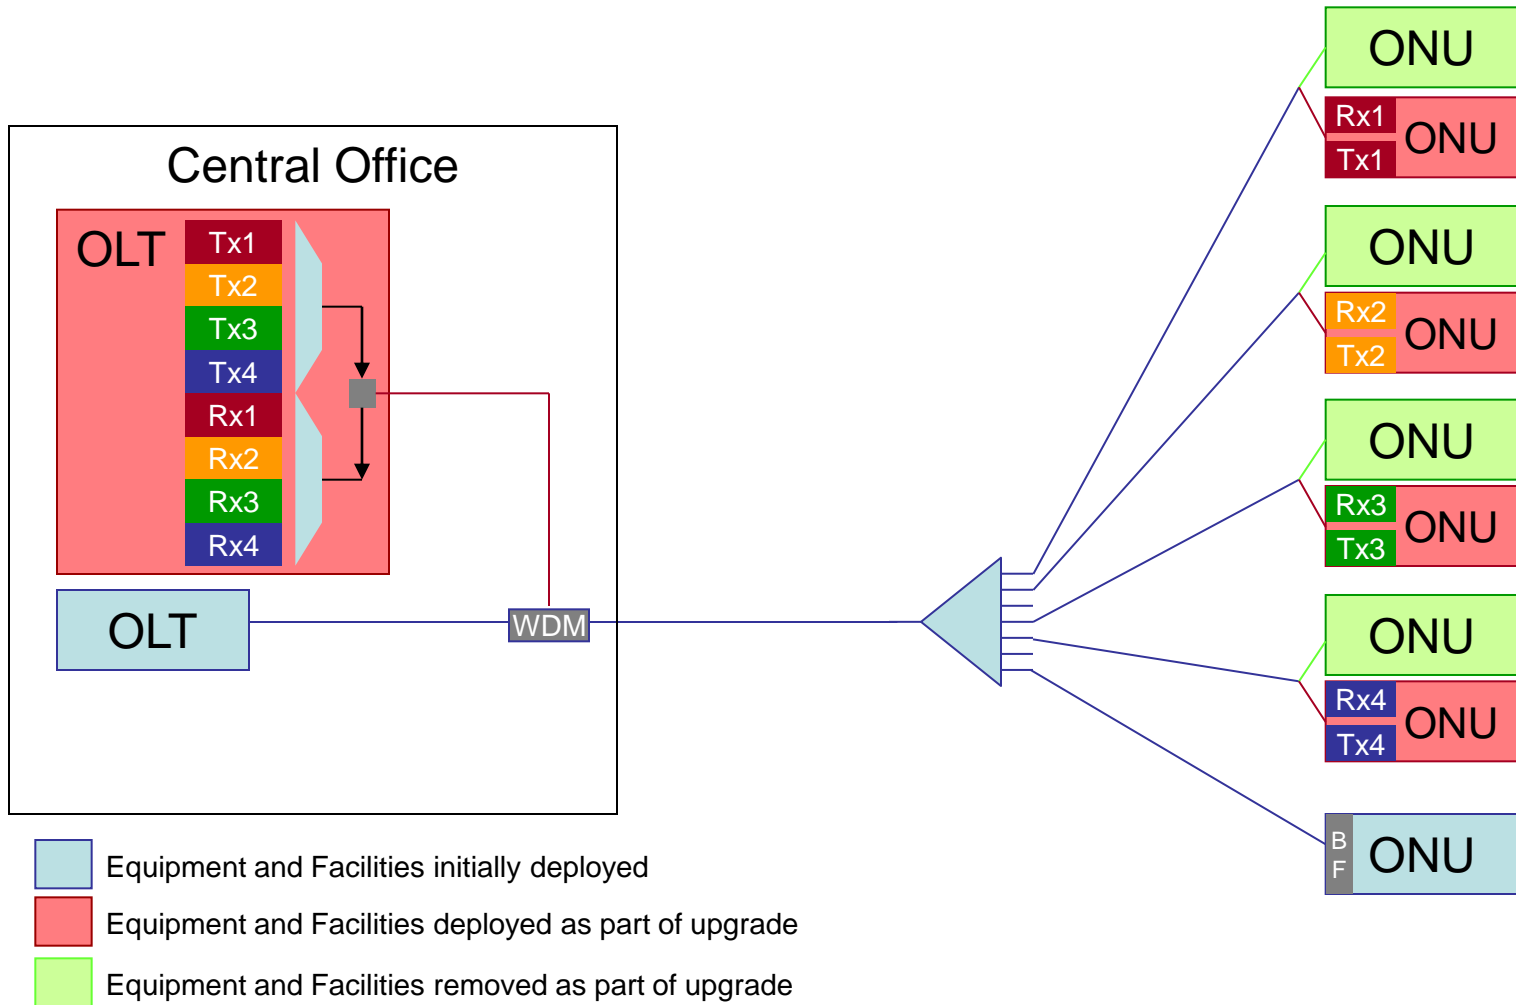 Central Office
OLT
Tx1
Tx2
Tx3
Tx4
Rx1
Rx2
Rx3
Rx4
OLT
WDM
ONU
Rx1
Tx1
ONU
ONU
Rx2
Tx2
ONU
ONU
Rx3
Tx3
ONU
ONU
Rx4
Tx4
ONU
B
F
ONU
Equipment and Facilities initially deployed
Equipment and Facilities deployed as part of upgrade
Equipment and Facilities removed as part of upgrade